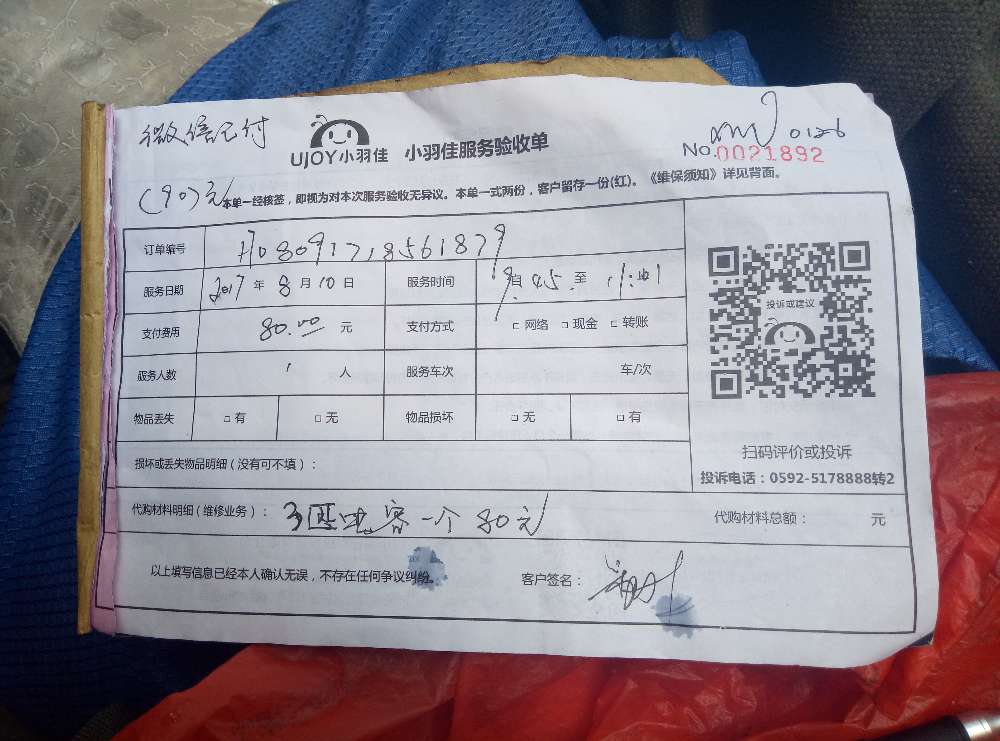 微信已付
UJOY小羽佳 小羽佳服务验收单
0126
No.0021892
(90)元
本单一经核签，即视为对本次服务验收无异议。本单一式两份，客户留存一份(红)。《维保须知》详见背面。
订单编号
服务日期 2017 年 8 月 10 日 服务时间 至
支付费用 80.00 元 支付方式 □ 网络 □ 现金 □ 转账
服务人数 人 服务车次 车/次
物品丢失 □ 有 □ 无 物品损坏 □ 无 □ 有
损坏或丢失物品明细（没有可不填）：
投诉或建议
扫码评价或投诉
投诉电话：0592-5178888转2
代购材料明细（维修业务）： 3匹电容一个 80元 代购材料总额： 元
以上填写信息已经本人确认无误，不存在任何争议纠纷。 客户签名：